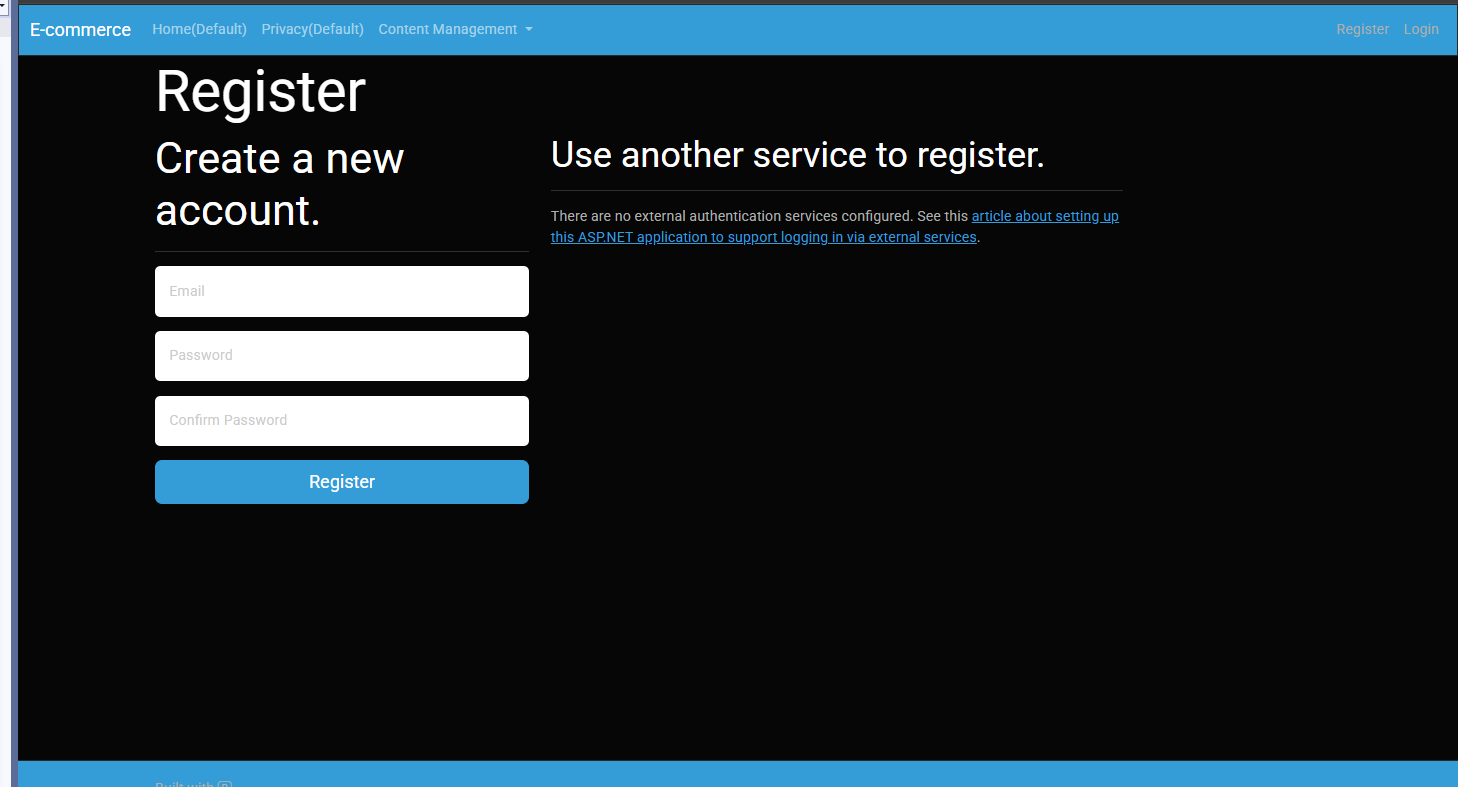 E-commerce Home(Default) Privacy(Default) Content Management Register Login
Register
Create a new
account.
Email
Password
Confirm Password
Register
Use another service to register.
There are no external authentication services configured. See this article about setting up
this ASP.NET application to support logging in via external services.
Built with